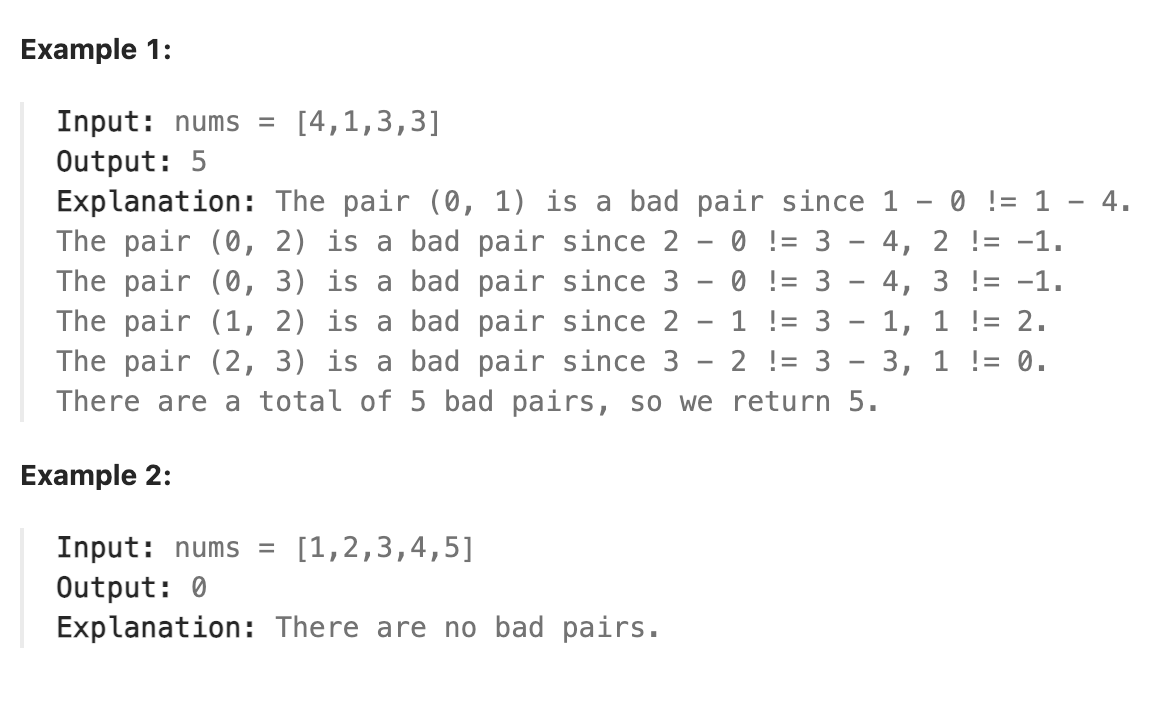 Example 1:
Input: nums = [4,1,3,3]
Output: 5
Explanation: The pair (0, 1) is a bad pair since 1 - 0 != 1 - 4.
The pair (0, 2) is a bad pair since 2 - 0 != 3 - 4, 2 != -1.
The pair (0, 3) is a bad pair since 3 - 0 != 3 - 4, 3 != -1.
The pair (1, 2) is a bad pair since 2 - 1 != 3 - 1, 1 != 2.
The pair (2, 3) is a bad pair since 3 - 2 != 3 - 3, 1 != 0.
There are a total of 5 bad pairs, so we return 5.
Example 2:
Input: nums = [1,2,3,4,5]
Output: 0
Explanation: There are no bad pairs.